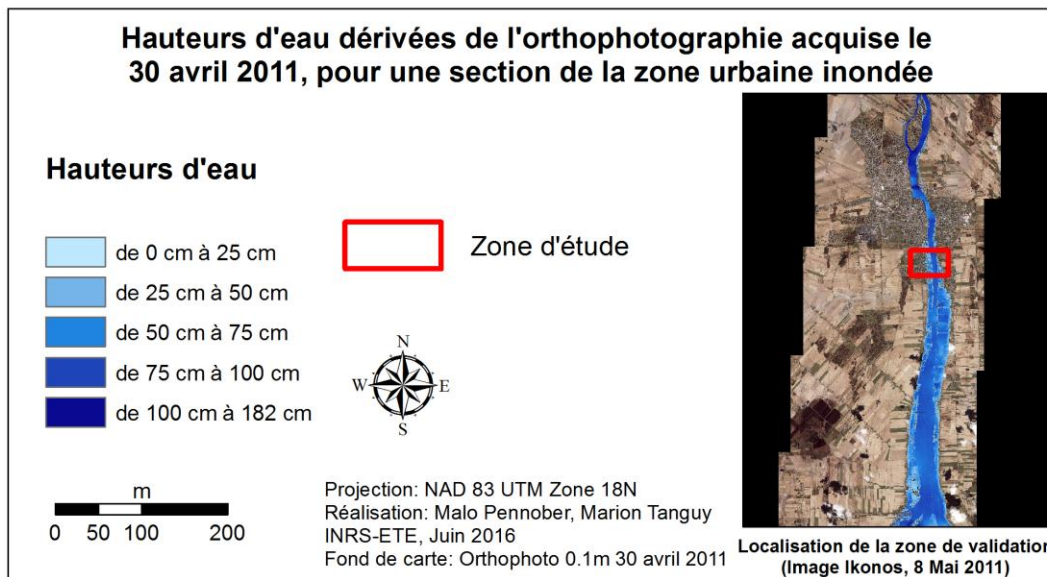 Hauteurs d'eau dérivées de l'orthophotographie acquise le
30 avril 2011, pour une section de la zone urbaine inondée
Hauteurs d'eau
de 0 cm à 25 cm
de 25 cm à 50 cm
de 50 cm à 75 cm
de 75 cm à 100 cm
de 100 cm à 182 cm
Zone d'étude
N
W
E
S
m
0 50 100 200
Projection: NAD 83 UTM Zone 18N
Réalisation: Malo Pennober, Marion Tanguy
INRS-ETE, Juin 2016
Fond de carte: Orthophoto 0.1m 30 avril 2011
Localisation de la zone de validation
(Image Ikonos, 8 Mai 2011)